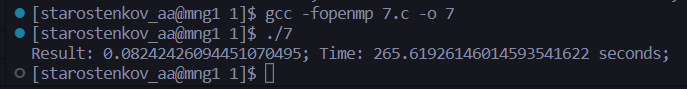 [starostenkov_aa@mng1 1]$ gcc -fopenmp 7.c -o 7
[starostenkov_aa@mng1 1]$ ./7
Result: 0.08242426094451070495; Time: 265.61926146014593541622 seconds;
[starostenkov_aa@mng1 1]$